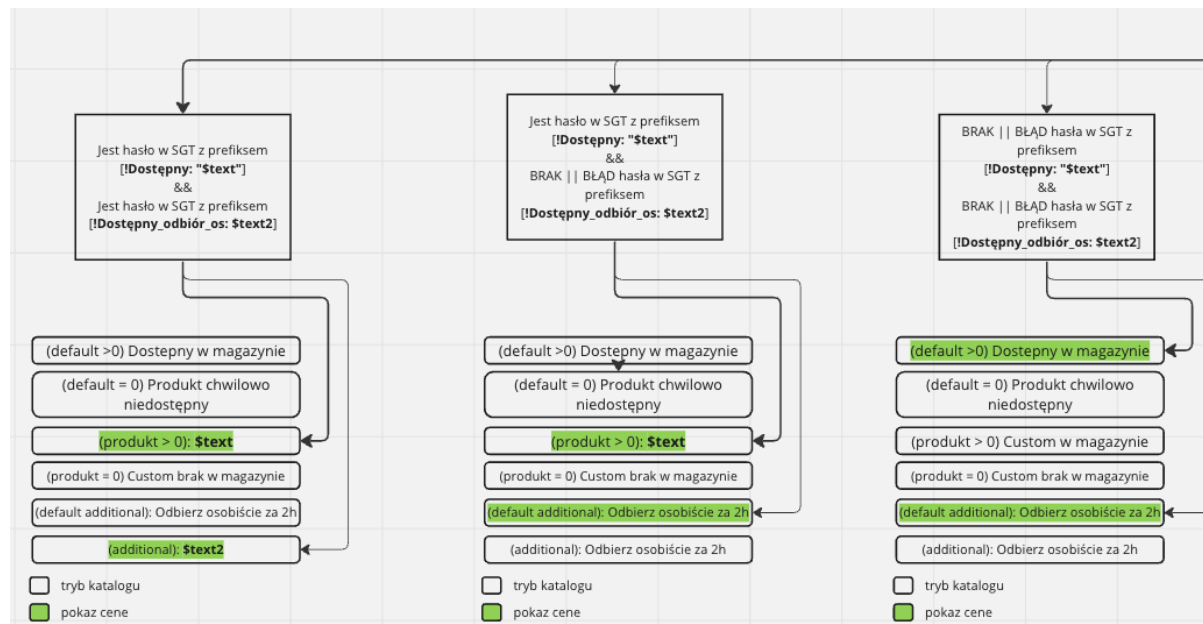 Jest hasło w SGT z prefiksem
[!Dostępny: "$text"]
&&
Jest hasło w SGT z prefiksem
[!Dostępny_odbiór_os: $text2]
(default >0) Dostepny w magazynie
(default = 0) Produkt chwilowo
niedostępny
(produkt > 0): $text
(produkt = 0) Custom brak w magazynie
(default additional): Odbierz osobiście za 2h
(additional): $text2
tryb katalogu
pokaz cene
Jest hasło w SGT z prefiksem
[!Dostępny: "$text"]
&&
BRAK || BŁĄD hasła w SGT z
prefiksem
[!Dostępny_odbiór_os: $text2]
(default >0) Dostepny w magazynie
(default = 0) Produkt chwilowo
niedostępny
(produkt > 0): $text
(produkt = 0) Custom brak w magazynie
(default additional): Odbierz osobiście za 2h
(additional): Odbierz osobiście za 2h
tryb katalogu
pokaz cene
BRAK || BŁĄD hasła w SGT z
prefiksem
[!Dostępny: "$text"]
&&
BRAK || BŁĄD hasła w SGT z
prefiksem
[!Dostępny_odbiór_os: $text2]
(default >0) Dostepny w magazynie
(default = 0) Produkt chwilowo
niedostępny
(produkt > 0) Custom w magazynie
(produkt = 0) Custom brak w magazynie
(default additional): Odbierz osobiście za 2h
(additional): Odbierz osobiście za 2h
tryb katalogu
pokaz cene